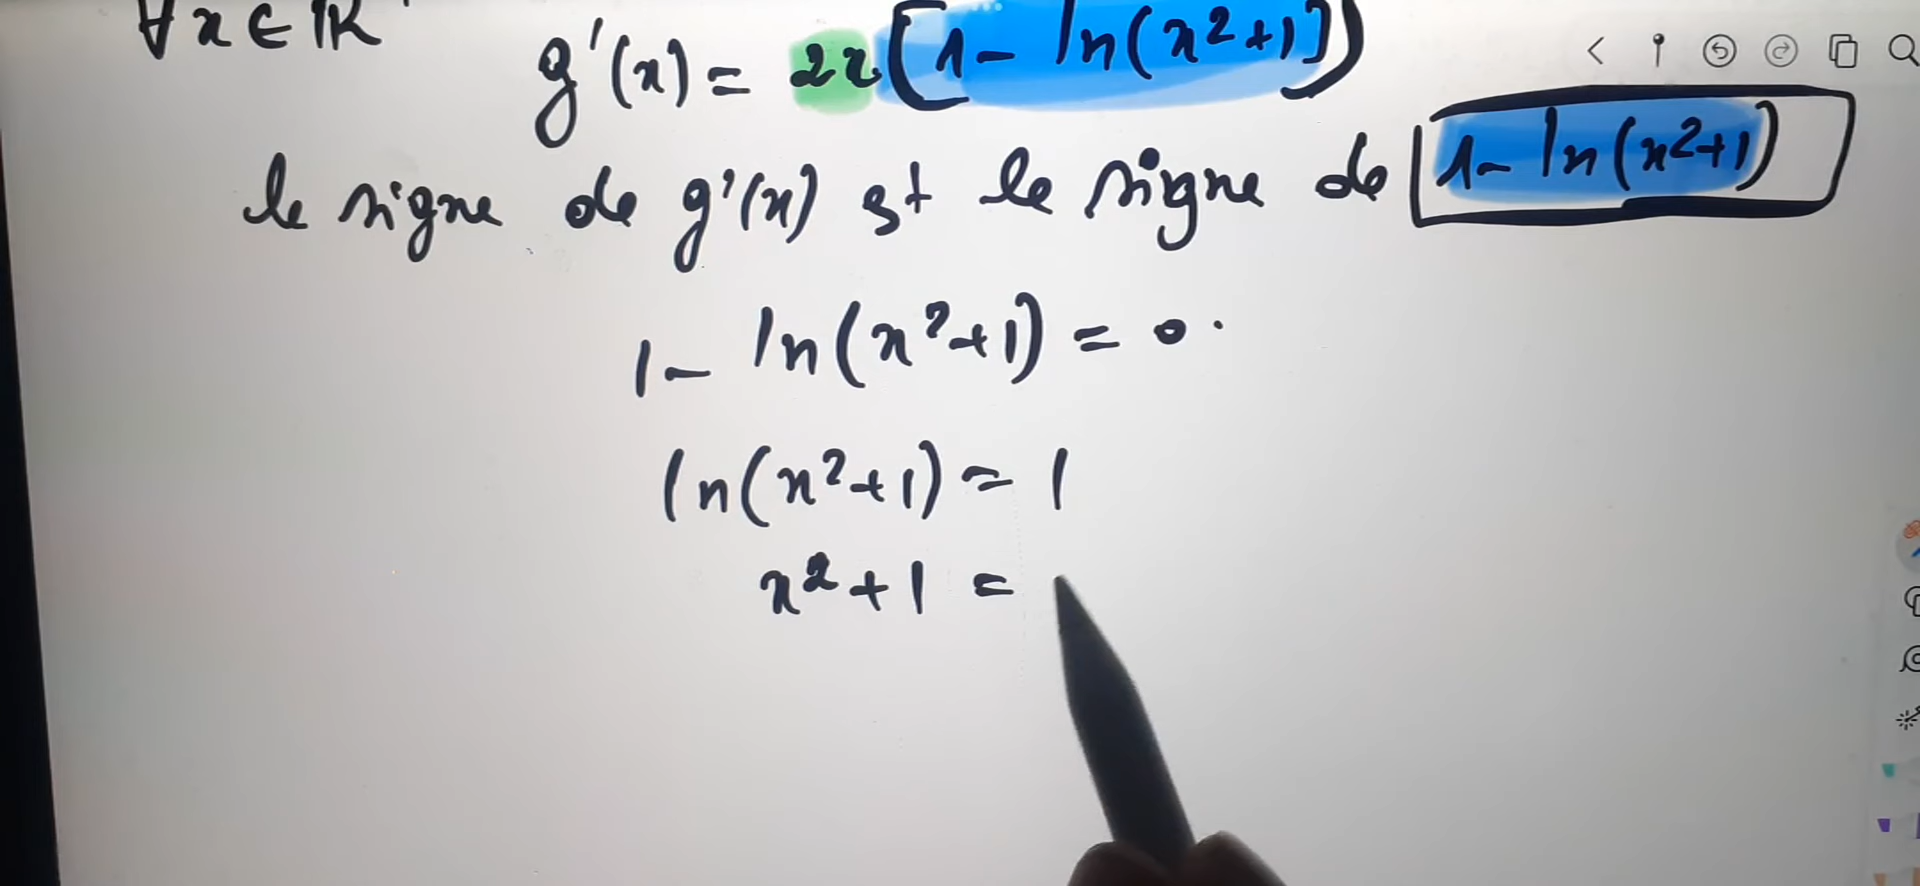 ∀x ∈ ℝ
g'(x) = 2x(1 - ln(x²+1))
le signe de g'(x) est le signe de 1 - ln(x²+1)
1 - ln(x²+1) = 0.
ln(x²+1) = 1
x²+1 =